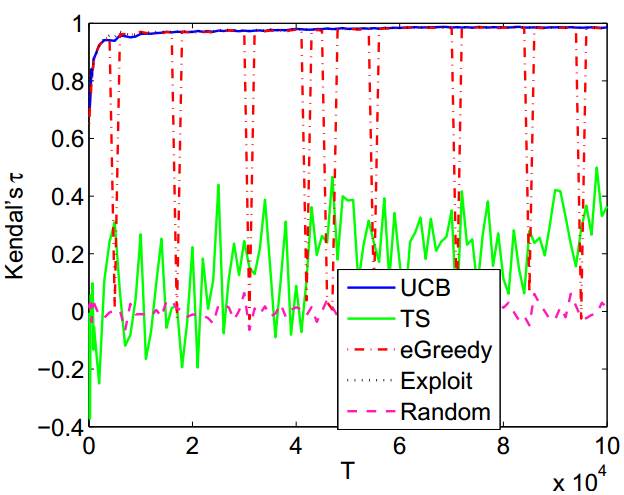 Kendal's τ
1
0.8
0.6
0.4
0.2
0
−0.2
−0.4
UCB
TS
eGreedy
Exploit
Random
0 2 4 6 8 10
T
x 10^4